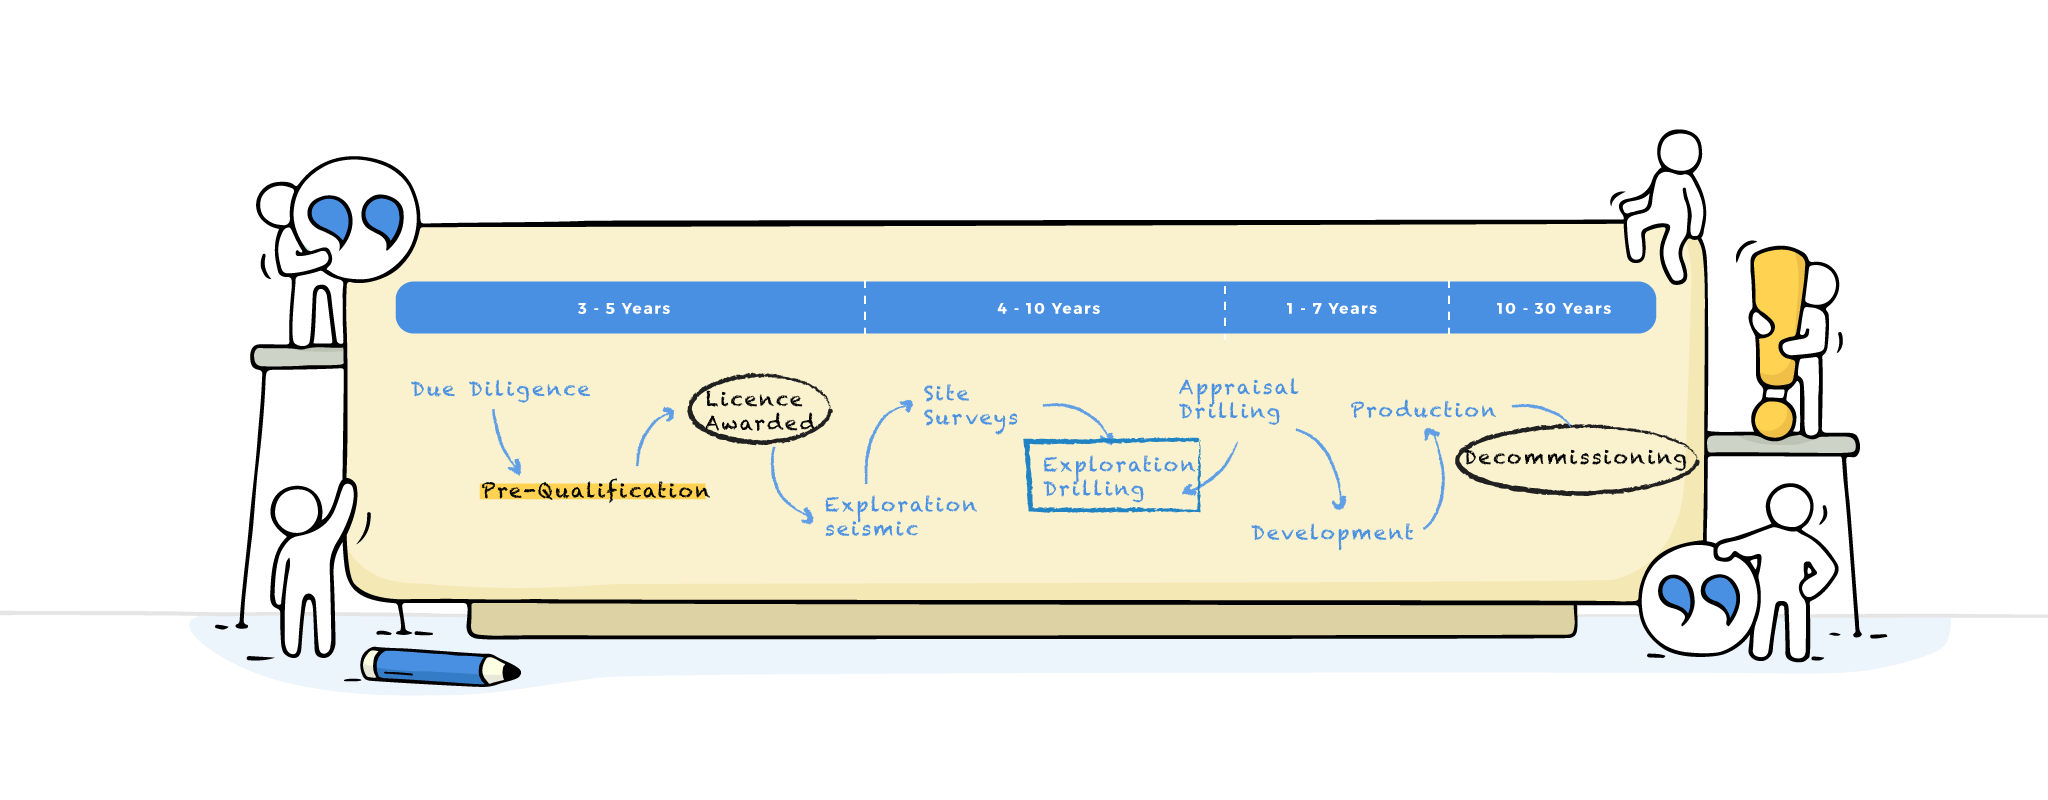 3 - 5 Years
4 - 10 Years
1 - 7 Years
10 - 30 Years
Due Diligence
Pre-Qualification
Licence
Awarded
Exploration
seismic
Site
Surveys
Exploration
Drilling
Appraisal
Drilling
Development
Production
Decommissioning